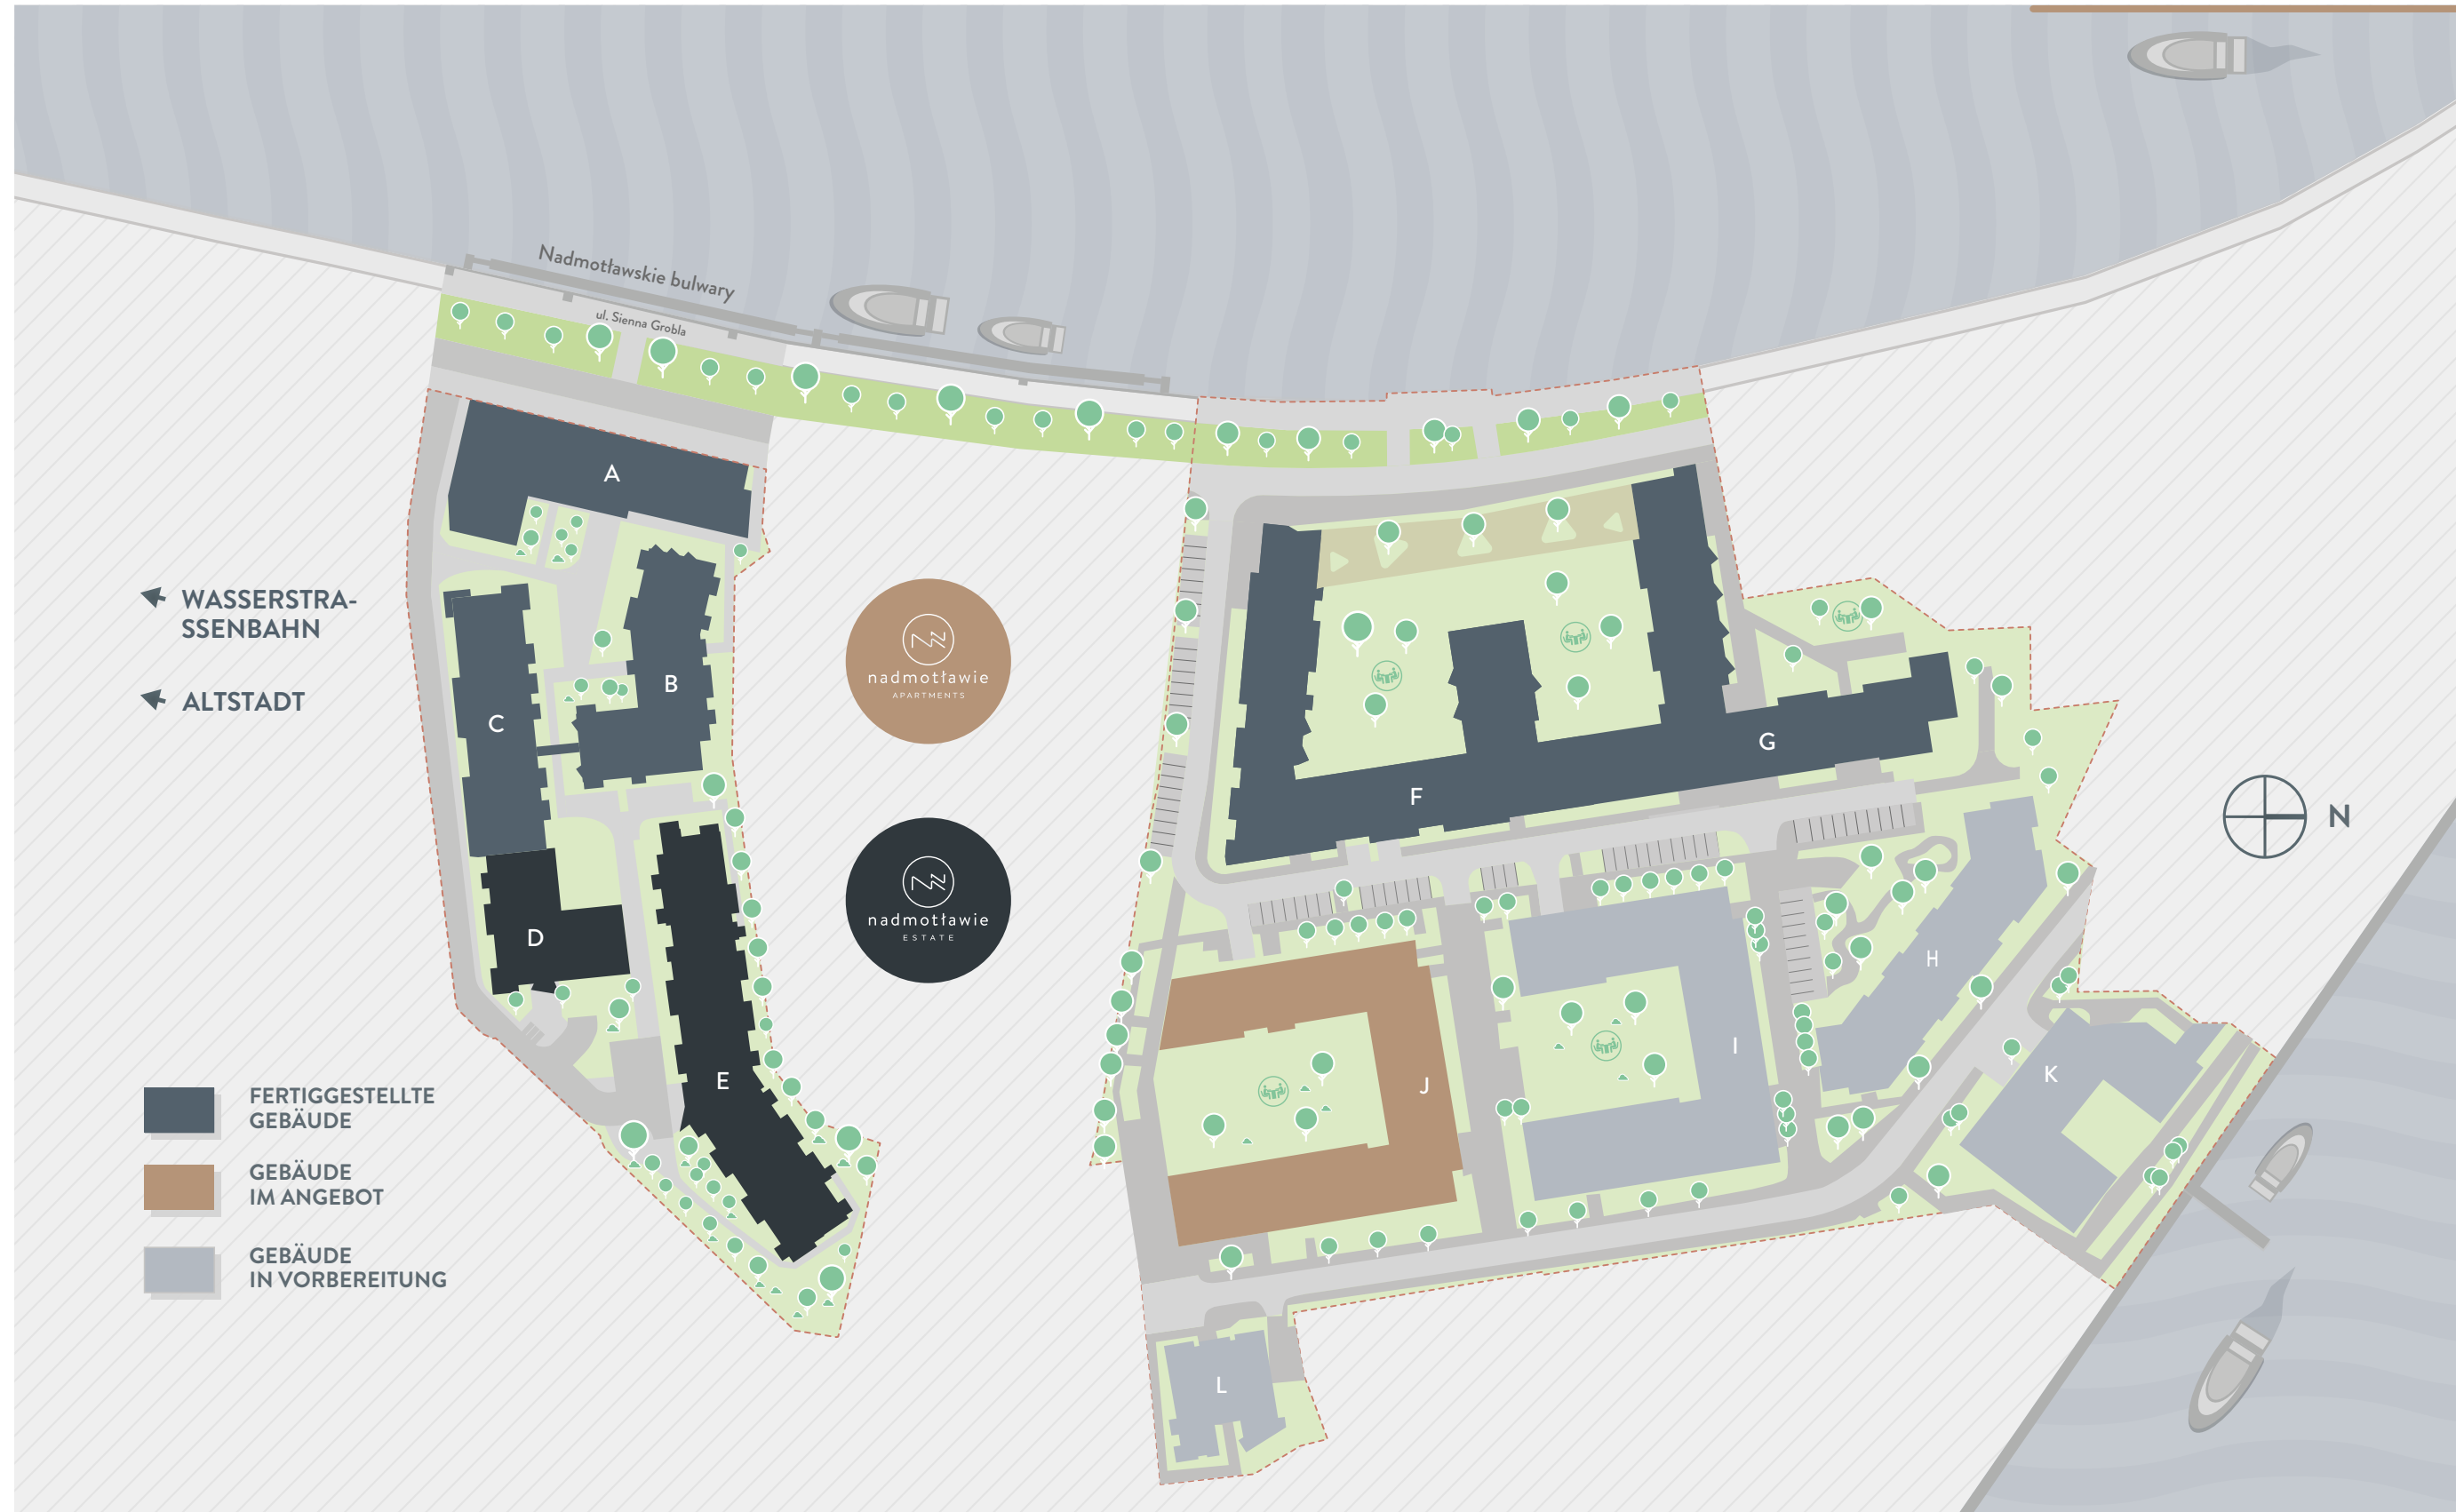 Nadmotławskie bulwary
ul. Sienna Grobla
A
WASSERSTRA-
SSENBAHN
ALTSTADT
B
C
D
E
nadmotławie
APARTMENTS
nadmotławie
ESTATE
F
G
H
I
J
K
L
N
FERTIGGESTELLTE
GEBÄUDE
GEBÄUDE
IM ANGEBOT
GEBÄUDE
IN VORBEREITUNG